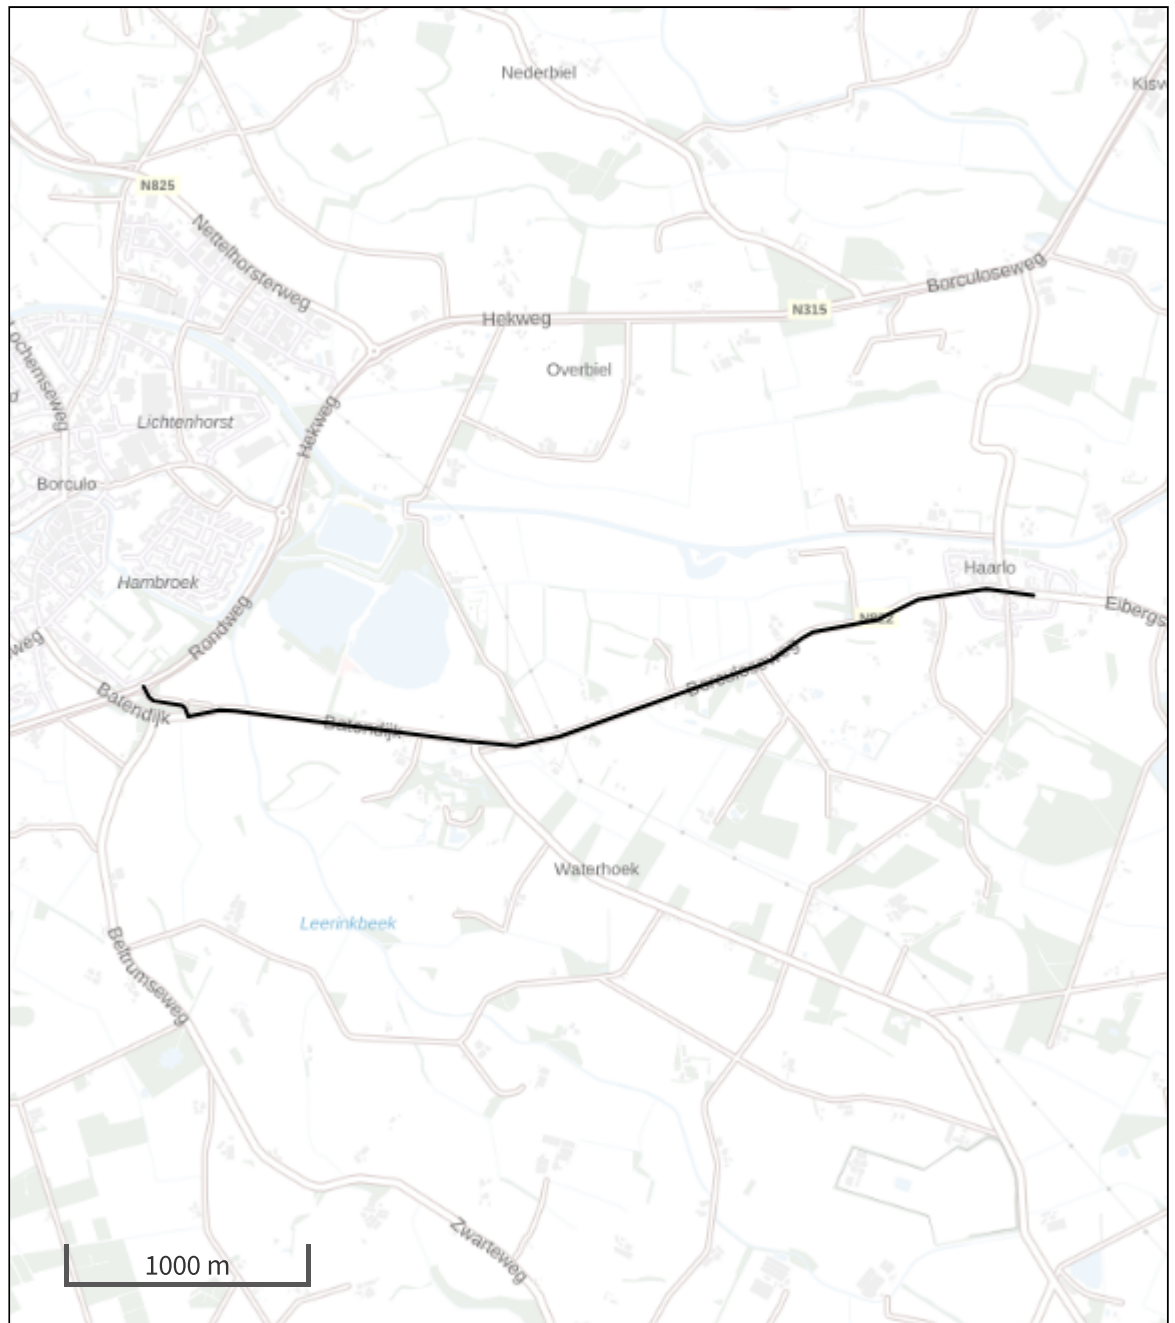 Nederbiel
N825
Nettelhorsterweg
Borculoseweg
N315
Hekweg
Overbiel
Lochemseweg
Lichtenhorst
Hekweg
Borculo
Haarlo
Hambroek
Rondweg
Batendijk
Batendijk
Waterhoek
Leerinkbeek
Beltrumseweg
Zwarteweg
1000 m